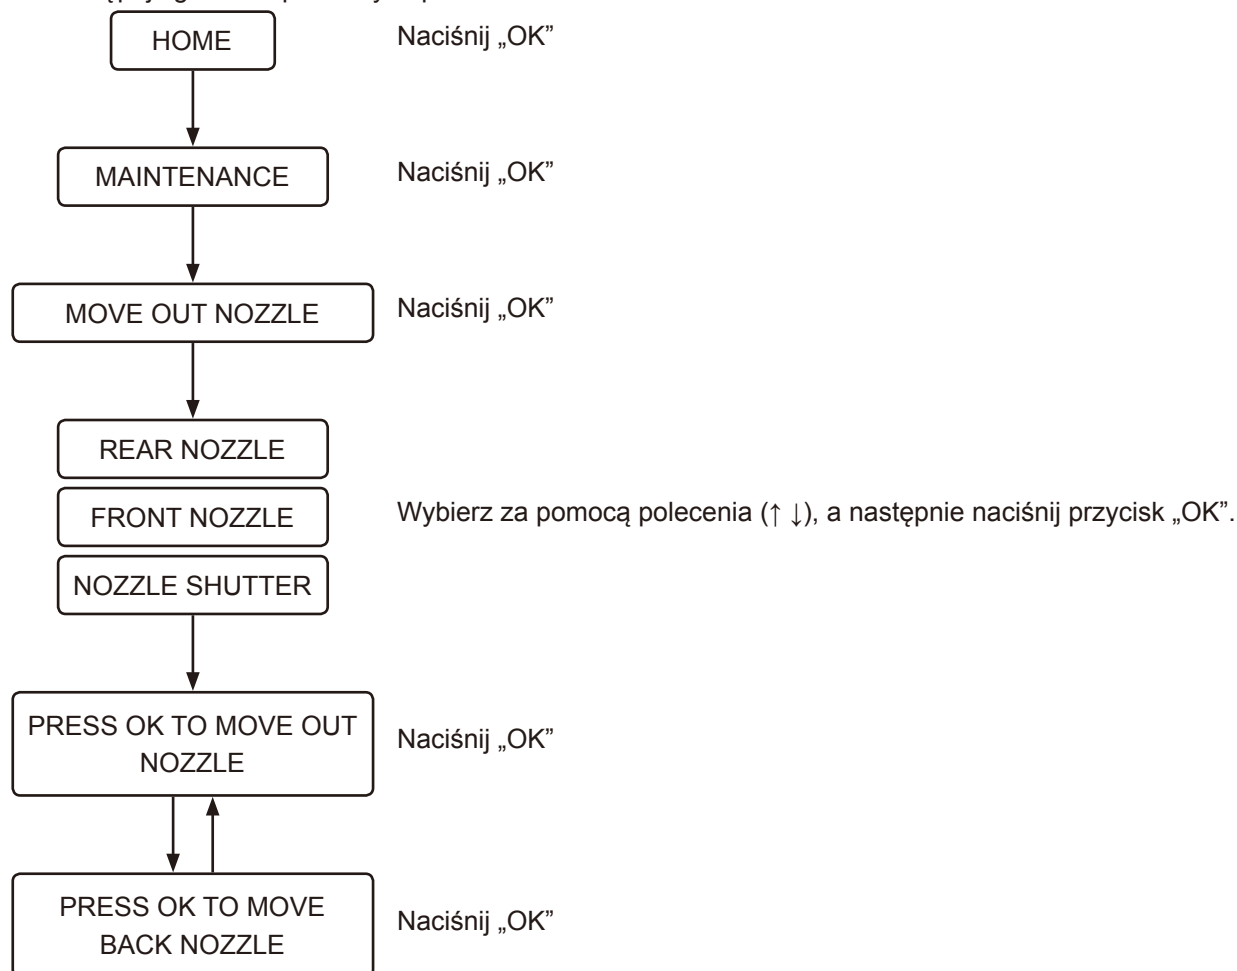 HOME
Naciśnij „OK”
MAINTENANCE
Naciśnij „OK”
MOVE OUT NOZZLE
Naciśnij „OK”
REAR NOZZLE
FRONT NOZZLE
Wybierz za pomocą polecenia (↑ ↓), a następnie naciśnij przycisk „OK”.
NOZZLE SHUTTER
PRESS OK TO MOVE OUT
NOZZLE
Naciśnij „OK”
PRESS OK TO MOVE
BACK NOZZLE
Naciśnij „OK”